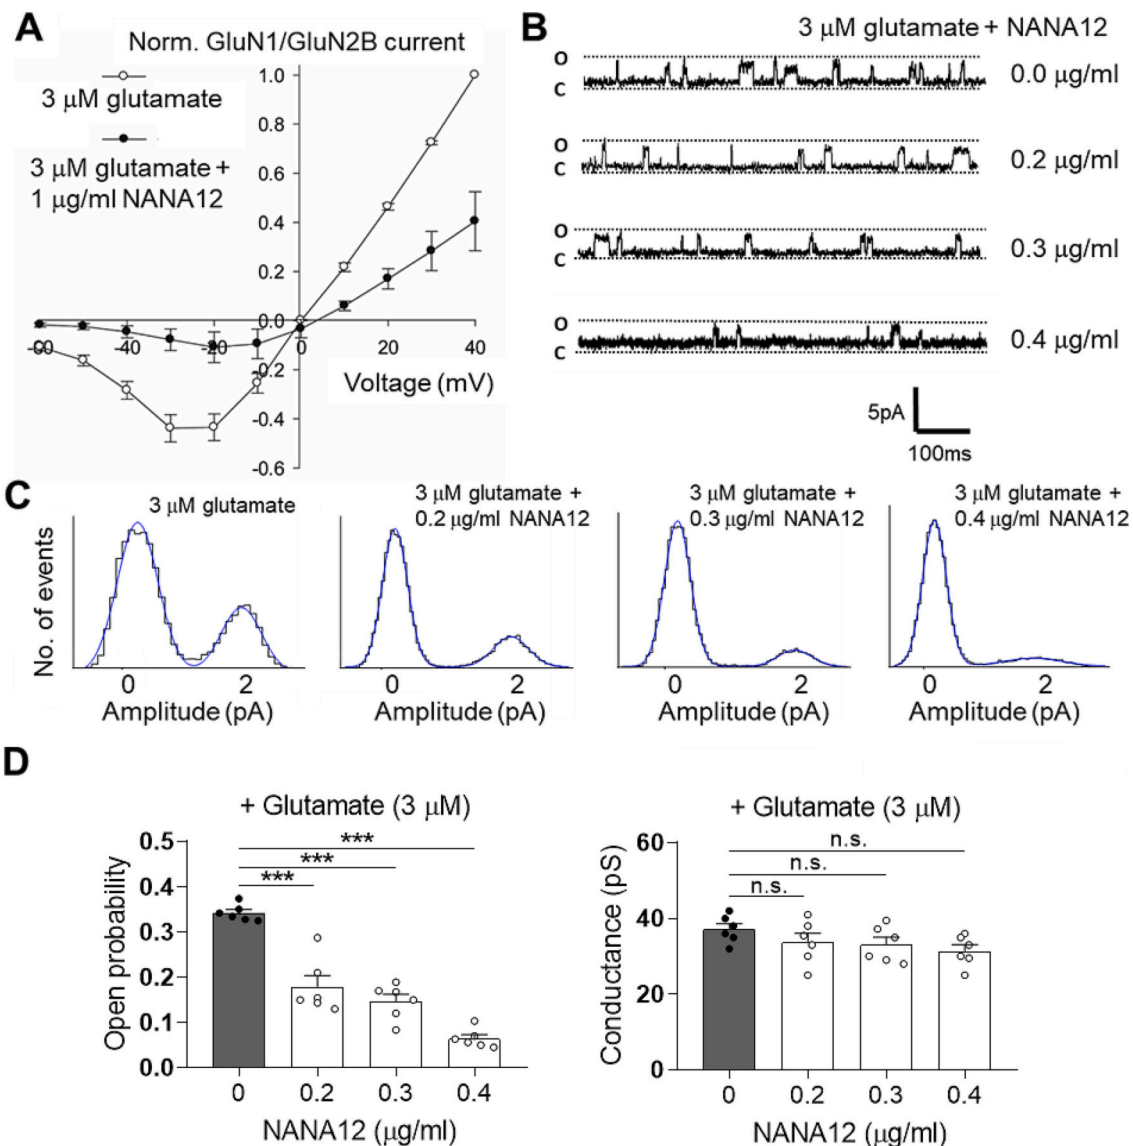 A
Norm. GluN1/GluN2B current
3 μM glutamate
3 μM glutamate +
1 μg/ml NANA12
1.0
0.8
0.6
0.4
0.2
0.0
-60
-40
-20
0
20
40
-0.2
-0.4
-0.6
Voltage (mV)
B
3 μM glutamate + NANA12
O
C
0.0 μg/ml
O
C
0.2 μg/ml
O
C
0.3 μg/ml
O
C
0.4 μg/ml
5pA
100ms
C
3 μM glutamate
3 μM glutamate +
0.2 μg/ml NANA12
3 μM glutamate +
0.3 μg/ml NANA12
3 μM glutamate +
0.4 μg/ml NANA12
No. of events
0 2
Amplitude (pA)
0 2
Amplitude (pA)
0 2
Amplitude (pA)
0 2
Amplitude (pA)
D
+ Glutamate (3 μM)
Open probability
0.5
0.4
0.3
0.2
0.1
0.0
***
***
***
0 0.2 0.3 0.4
NANA12 (μg/ml)
+ Glutamate (3 μM)
Conductance (pS)
60
40
20
0
n.s.
n.s.
n.s.
0 0.2 0.3 0.4
NANA12 (μg/ml)